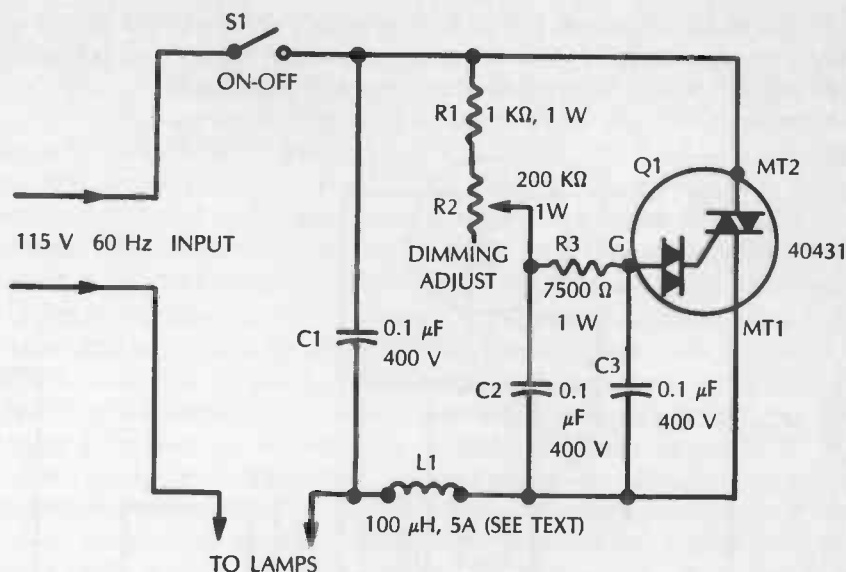 S1
ON-OFF
R1
1 KΩ, 1 W
R2
200 KΩ
1W
DIMMING
ADJUST
Q1
MT2
40431
MT1
115 V 60 Hz INPUT
R3
G
7500 Ω
1 W
C1
0.1 μF
400 V
C2
0.1
μF
400 V
C3
0.1 μF
400 V
L1
100 μH, 5A (SEE TEXT)
TO LAMPS